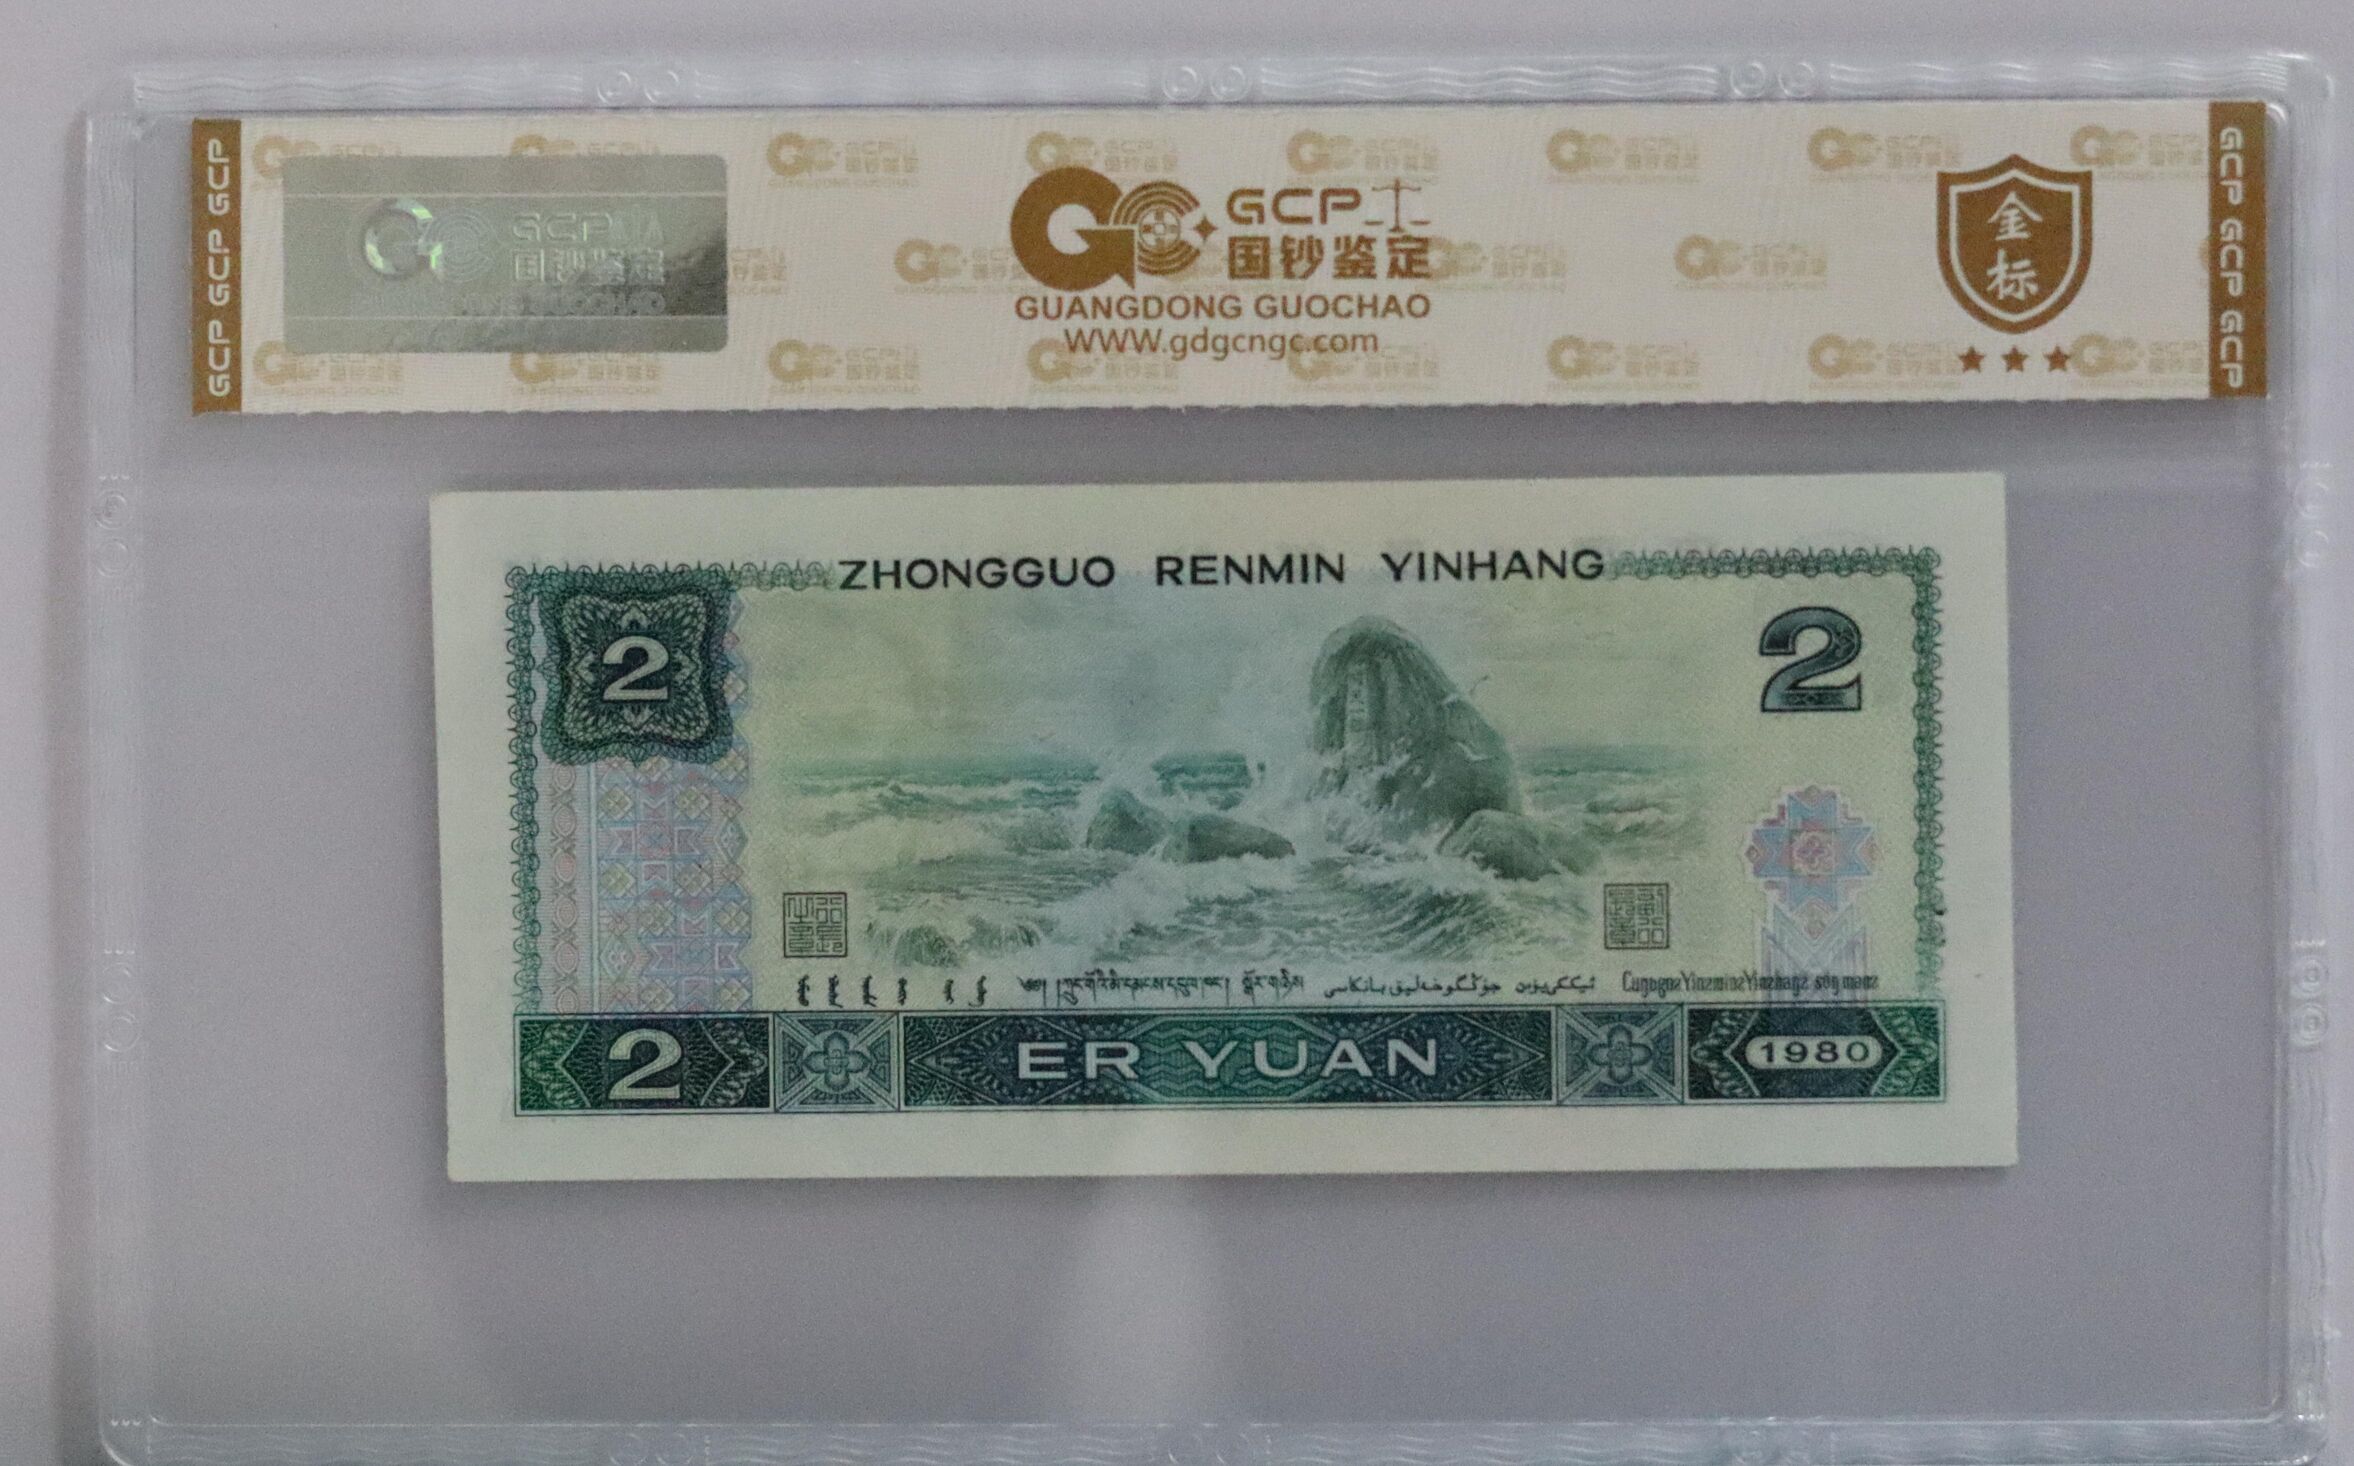 GCP GCP GCP
GCP
国钞鉴定
GCP
国钞鉴定
GUANGDONG GUOCHAO
WWW.gdgcngc.com
金
标
GCP GCP GCP
ZHONGGUO RENMIN YINHANG
2
2
2
ER YUAN
1980